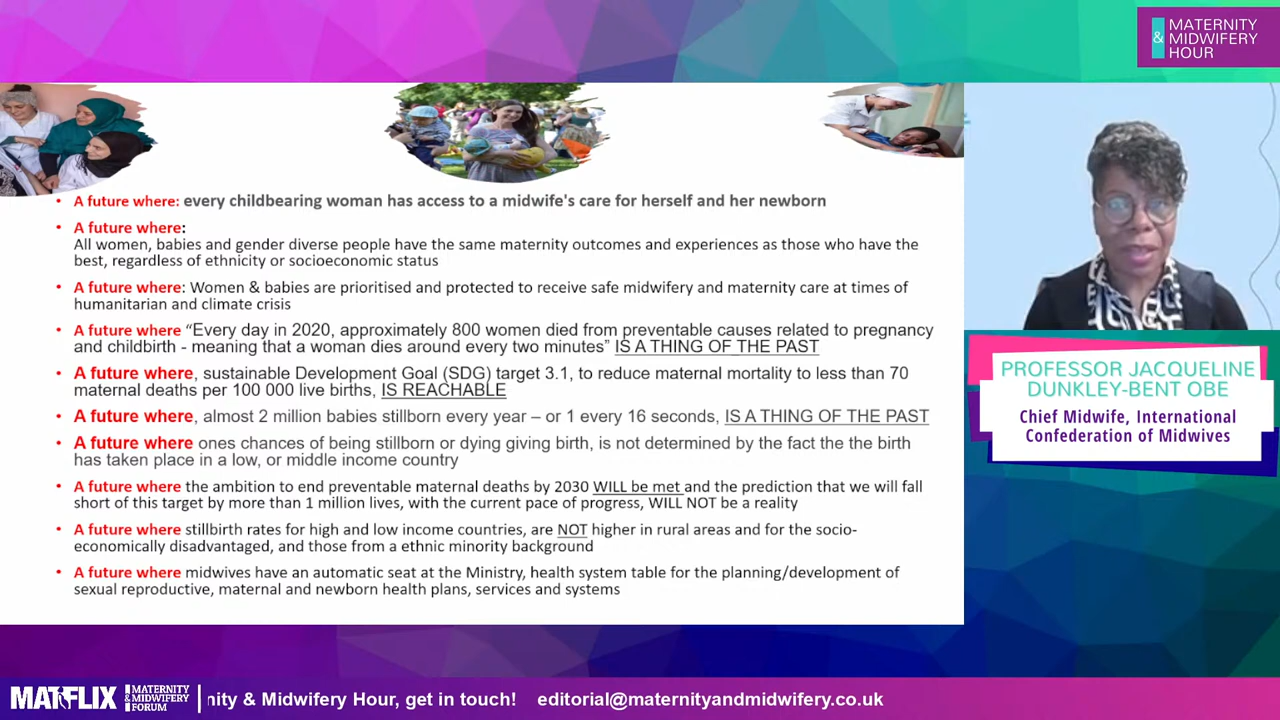 MATERNITY
& MIDWIFERY
HOUR
• A future where: every childbearing woman has access to a midwife's care for herself and her newborn
• A future where:
All women, babies and gender diverse people have the same maternity outcomes and experiences as those who have the
best, regardless of ethnicity or socioeconomic status
• A future where: Women & babies are prioritised and protected to receive safe midwifery and maternity care at times of
humanitarian and climate crisis
• A future where “Every day in 2020, approximately 800 women died from preventable causes related to pregnancy
and childbirth - meaning that a woman dies around every two minutes” IS A THING OF THE PAST
• A future where, sustainable Development Goal (SDG) target 3.1, to reduce maternal mortality to less than 70
maternal deaths per 100 000 live births, IS REACHABLE
• A future where, almost 2 million babies stillborn every year – or 1 every 16 seconds, IS A THING OF THE PAST
• A future where ones chances of being stillborn or dying giving birth, is not determined by the fact the the birth
has taken place in a low, or middle income country
• A future where the ambition to end preventable maternal deaths by 2030 WILL be met and the prediction that we will fall
short of this target by more than 1 million lives, with the current pace of progress, WILL NOT be a reality
• A future where stillbirth rates for high and low income countries, are NOT higher in rural areas and for the socio-
economically disadvantaged, and those from a ethnic minority background
• A future where midwives have an automatic seat at the Ministry, health system table for the planning/development of
sexual reproductive, maternal and newborn health plans, services and systems
PROFESSOR JACQUELINE
DUNKLEY-BENT OBE
Chief Midwife, International
Confederation of Midwives
MATFLIX
MATERNITY
& MIDWIFERY
FORUM
nity & Midwifery Hour, get in touch! editorial@maternityandmidwifery.co.uk